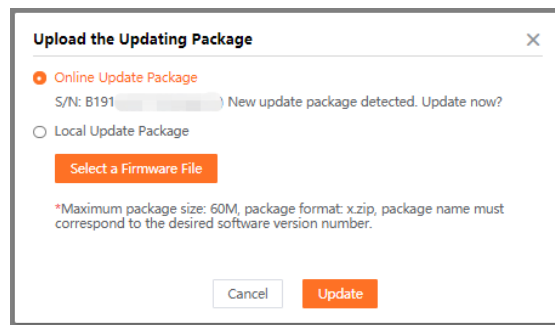 Upload the Updating Package
Online Update Package
S/N: B191 ) New update package detected. Update now?
Local Update Package
Select a Firmware File
*Maximum package size: 60M, package format: x.zip, package name must
correspond to the desired software version number.
Cancel Update